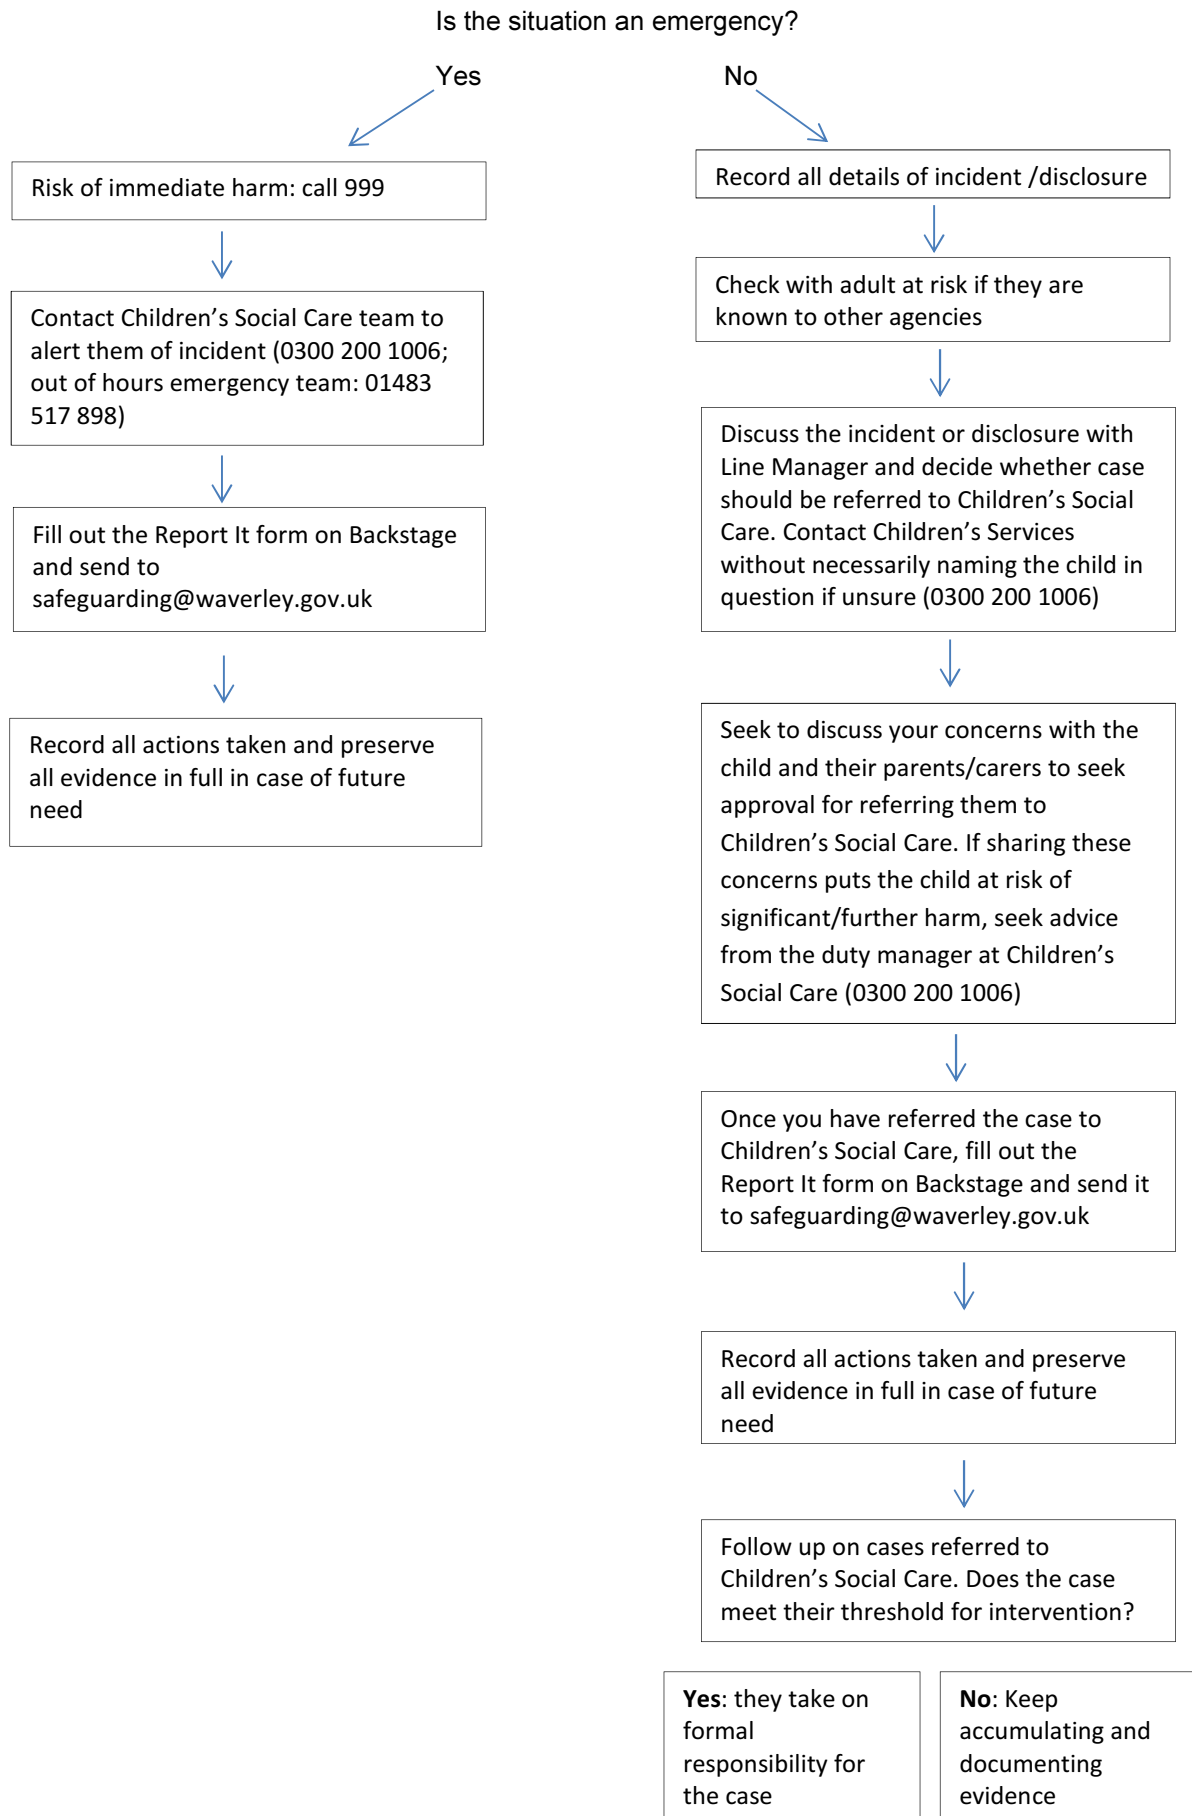 Is the situation an emergency?
Yes
No
Risk of immediate harm: call 999
Contact Children’s Social Care team to
alert them of incident (0300 200 1006;
out of hours emergency team: 01483
517 898)
Fill out the Report It form on Backstage
and send to
safeguarding@waverley.gov.uk
Record all actions taken and preserve
all evidence in full in case of future
need
Record all details of incident /disclosure
Check with adult at risk if they are
known to other agencies
Discuss the incident or disclosure with
Line Manager and decide whether case
should be referred to Children’s Social
Care. Contact Children’s Services
without necessarily naming the child in
question if unsure (0300 200 1006)
Seek to discuss your concerns with the
child and their parents/carers to seek
approval for referring them to
Children’s Social Care. If sharing these
concerns puts the child at risk of
significant/further harm, seek advice
from the duty manager at Children’s
Social Care (0300 200 1006)
Once you have referred the case to
Children’s Social Care, fill out the
Report It form on Backstage and send it
to safeguarding@waverley.gov.uk
Record all actions taken and preserve
all evidence in full in case of future
need
Follow up on cases referred to
Children’s Social Care. Does the case
meet their threshold for intervention?
Yes: they take on
formal
responsibility for
the case
No: Keep
accumulating and
documenting
evidence